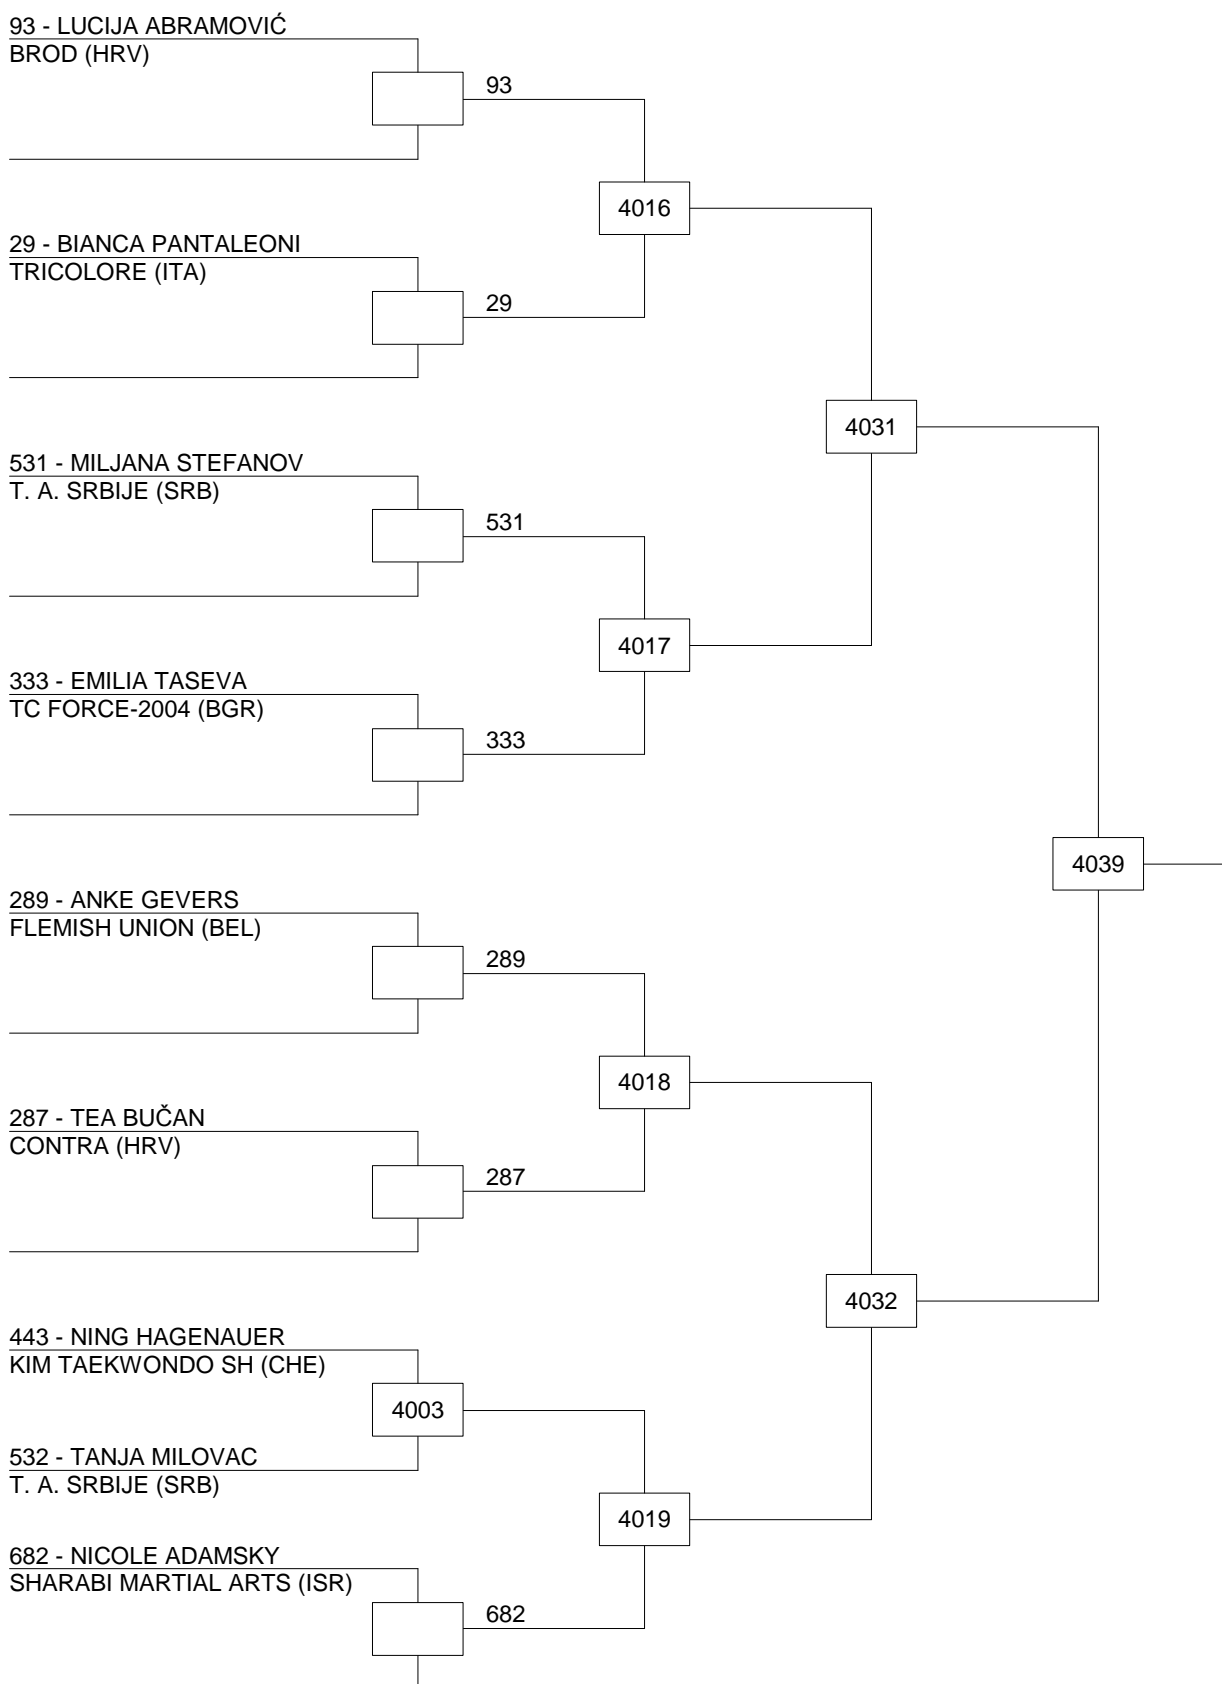 93 - LUCIJA ABRAMOVIĆ
BROD (HRV)
93
4016
29 - BIANCA PANTALEONI
TRICOLORE (ITA)
29
4031
531 - MILJANA STEFANOV
T. A. SRBIJE (SRB)
531
4017
333 - EMILIA TASEVA
TC FORCE-2004 (BGR)
333
4039
289 - ANKE GEVERS
FLEMISH UNION (BEL)
289
4018
287 - TEA BUČAN
CONTRA (HRV)
287
4032
443 - NING HAGENAUER
KIM TAEKWONDO SH (CHE)
4003
532 - TANJA MILOVAC
T. A. SRBIJE (SRB)
4019
682 - NICOLE ADAMSKY
SHARABI MARTIAL ARTS (ISR)
682